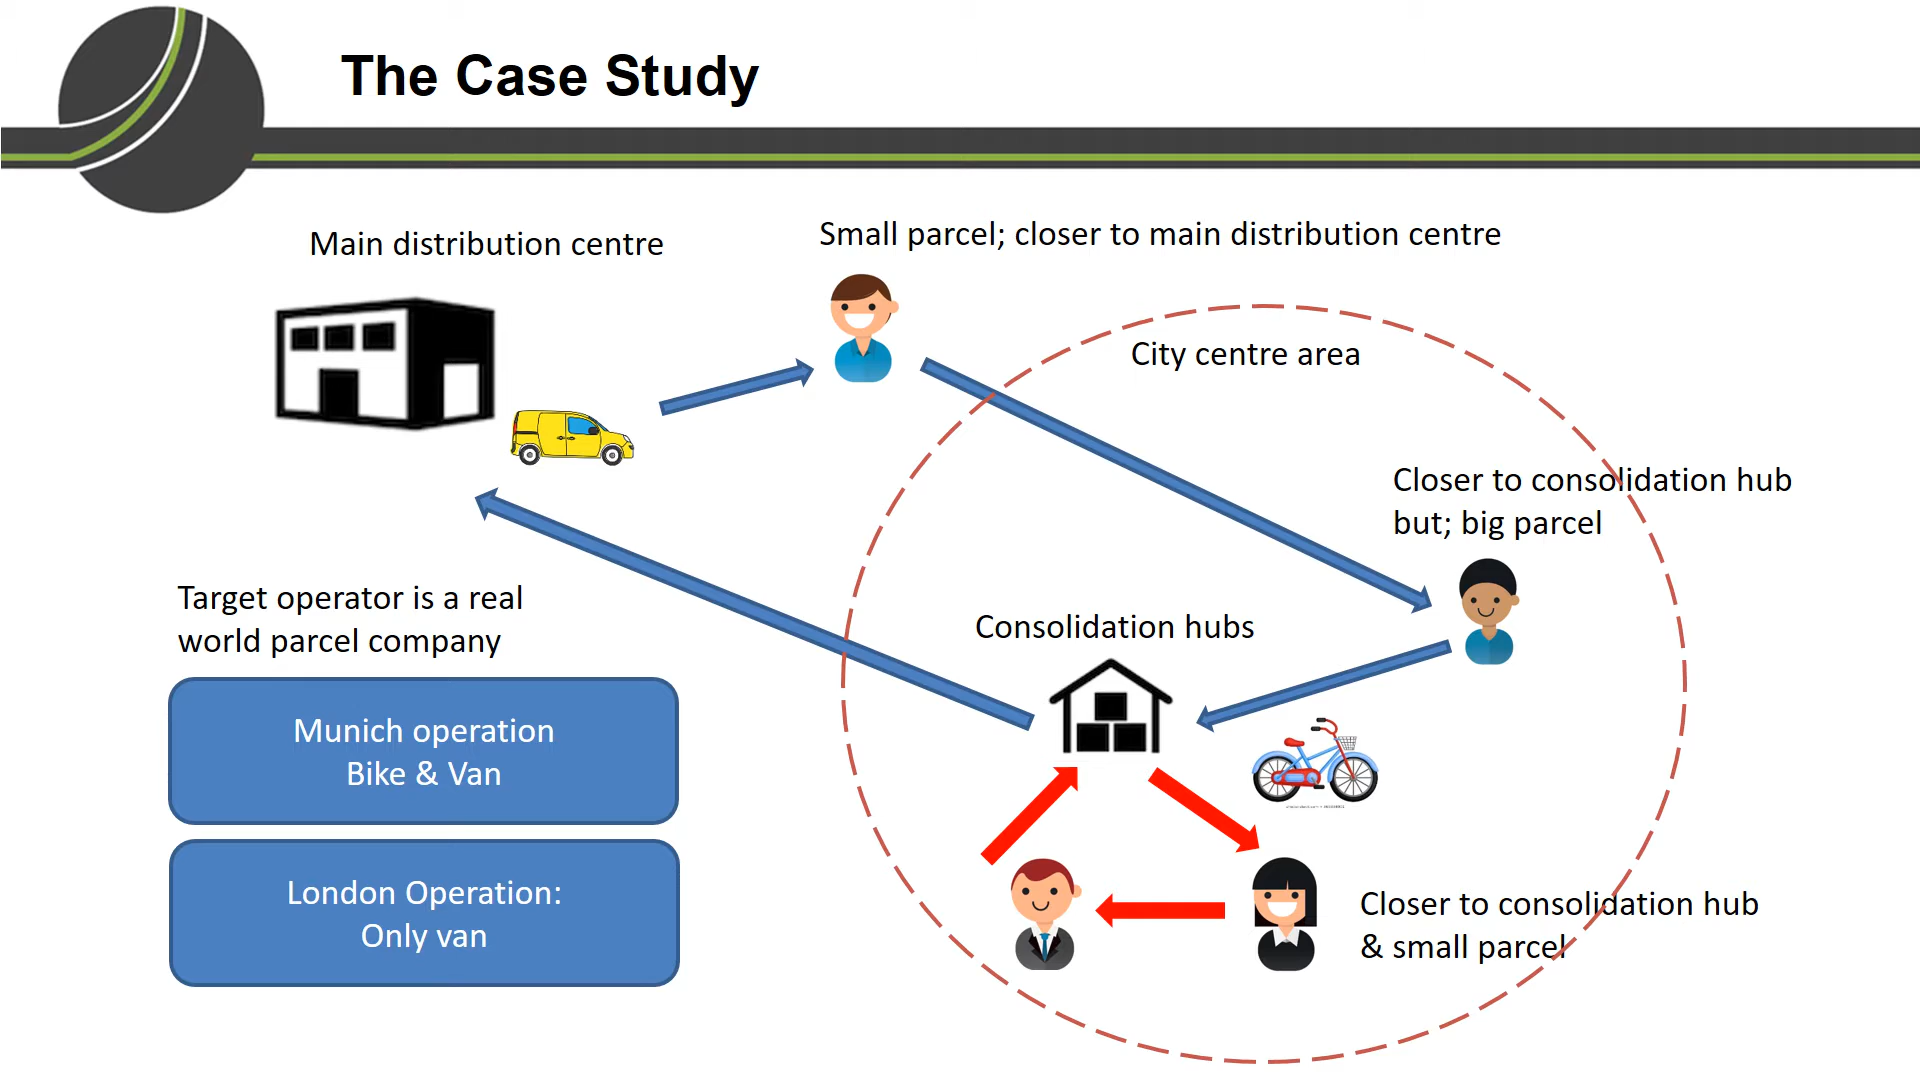 The Case Study
Main distribution centre
Small parcel; closer to main distribution centre
City centre area
Closer to consolidation hub
but; big parcel
Target operator is a real
world parcel company
Consolidation hubs
Munich operation
Bike & Van
London Operation:
Only van
Closer to consolidation hub
& small parcel